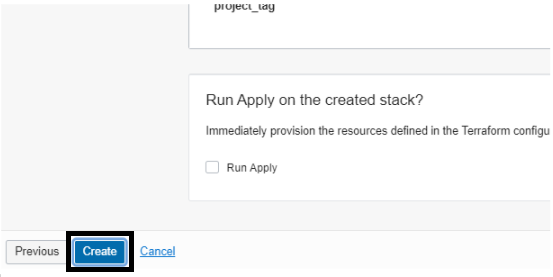 project_tag
Run Apply on the created stack?
Immediately provision the resources defined in the Terraform configu
Run Apply
Previous Create Cancel